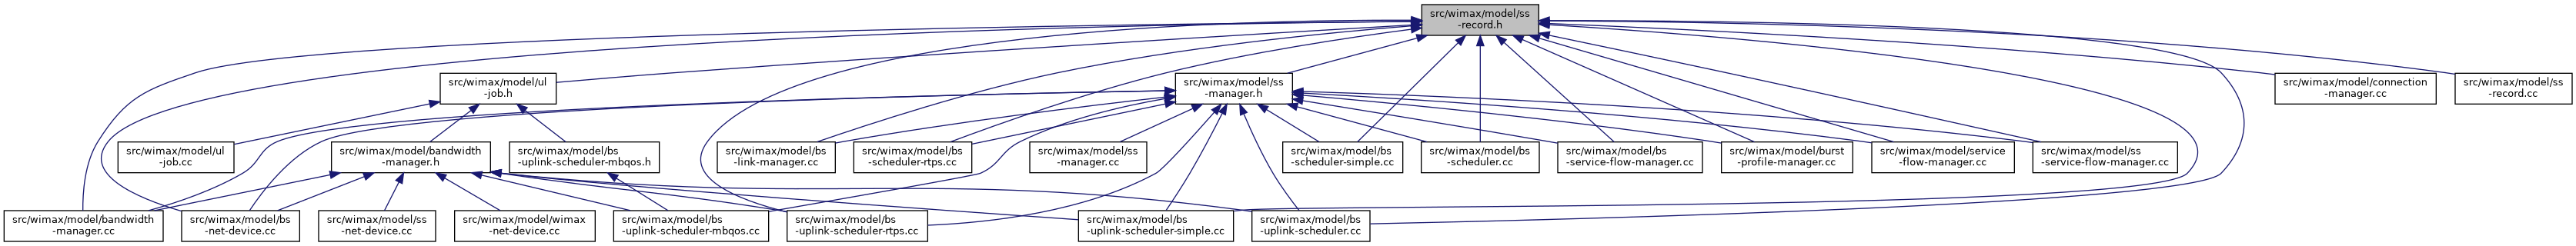 src/wimax/model/ss
-record.h
src/wimax/model/ul
-job.h
src/wimax/model/ss
-manager.h
src/wimax/model/connection
-manager.cc
src/wimax/model/ss
-record.cc
src/wimax/model/ul
-job.cc
src/wimax/model/bandwidth
-manager.h
src/wimax/model/bs
-uplink-scheduler-mbqos.h
src/wimax/model/bs
-link-manager.cc
src/wimax/model/bs
-scheduler-rtps.cc
src/wimax/model/ss
-manager.cc
src/wimax/model/bs
-scheduler-simple.cc
src/wimax/model/bs
-scheduler.cc
src/wimax/model/bs
-service-flow-manager.cc
src/wimax/model/burst
-profile-manager.cc
src/wimax/model/service
-flow-manager.cc
src/wimax/model/ss
-service-flow-manager.cc
src/wimax/model/bandwidth
-manager.cc
src/wimax/model/bs
-net-device.cc
src/wimax/model/ss
-net-device.cc
src/wimax/model/wimax
-net-device.cc
src/wimax/model/bs
-uplink-scheduler-mbqos.cc
src/wimax/model/bs
-uplink-scheduler-rtps.cc
src/wimax/model/bs
-uplink-scheduler-simple.cc
src/wimax/model/bs
-uplink-scheduler.cc